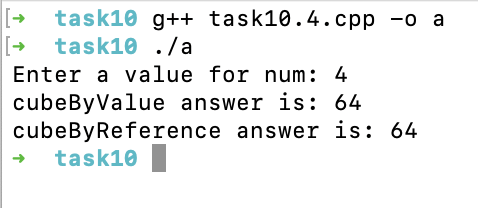 [➜ task10 g++ task10.4.cpp -o a
[➜ task10 ./a
Enter a value for num: 4
cubeByValue answer is: 64
cubeByReference answer is: 64
➜ task10